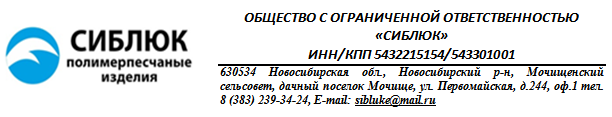 СИБЛЮК
полимерпесчаные
изделия
ОБЩЕСТВО С ОГРАНИЧЕННОЙ ОТВЕТСТВЕННОСТЬЮ
«СИБЛЮК»
ИНН/КПП 5432215154/543301001
630534 Новосибирская обл., Новосибирский р-н, Мочищенский
сельсовет, дачный поселок Мочище, ул. Первомайская, д.244, оф.1 тел.
8 (383) 239-34-24, E-mail: sibluke@mail.ru